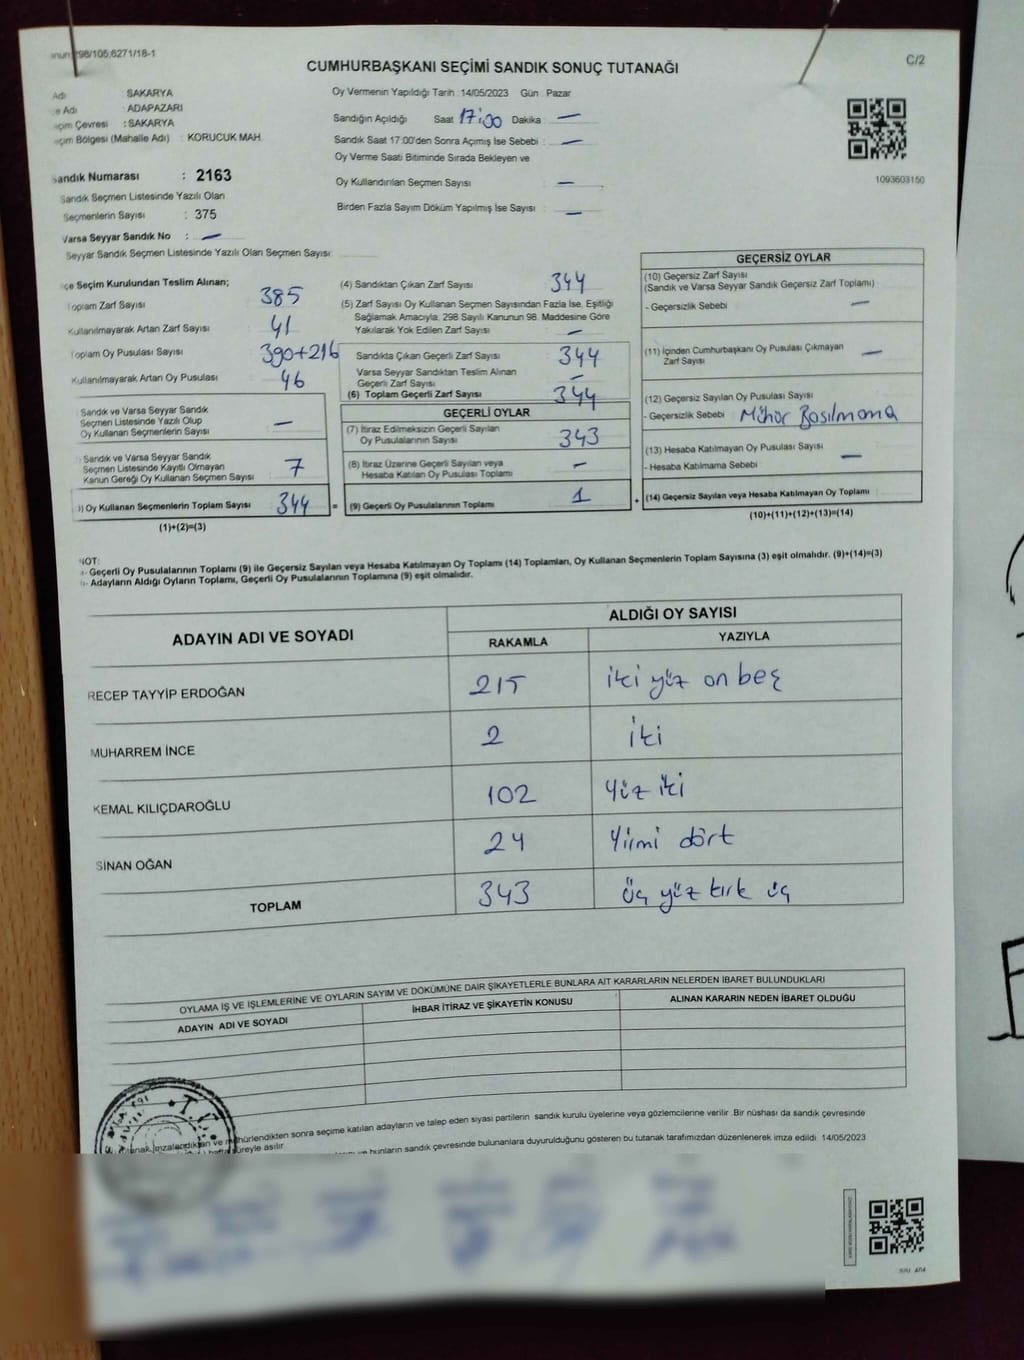 298/105;6271/18-1
C/2
CUMHURBAŞKANI SEÇİMİ SANDIK SONUÇ TUTANAĞI
Adı SAKARYA
Adı : ADAPAZARI
Çevresi : SAKARYA
Bölgesi (Mahalle Adı) : KORUCUK MAH.
Sandık Numarası : 2163
Sandık Seçmen Listesinde Yazılı Olan
Seçmenlerin Sayısı : 375
Varsa Seyyar Sandık No : —
Seyyar Sandık Seçmen Listesinde Yazılı Olan Seçmen Sayısı:
Oy Vermenin Yapıldığı Tarih : 14/05/2023 Gün : Pazar
Sandığın Açıldığı Saat 17:00 Dakika : —
Sandık Saat 17:00'den Sonra Açımış İse Sebebi : —
Oy Verme Saati Bitiminde Sırada Bekleyen ve
Oy Kullandırılan Seçmen Sayısı : —
Birden Fazla Sayım Döküm Yapılmış İse Sayısı : —
1093603150
Seçim Kurulundan Teslim Alınan;
Toplam Zarf Sayısı 385
Kullanılmayarak Artan Zarf Sayısı 41
Toplam Oy Pusulası Sayısı 390+216
Kullanılmayarak Artan Oy Pusulası 46
Sandık ve Varsa Seyyar Sandık
Seçmen Listesinde Yazılı Olup
Oy Kullanan Seçmenlerin Sayısı —
Sandık ve Varsa Seyyar Sandık
Seçmen Listesinde Kayıtlı Olmayan
Kanun Gereği Oy Kullanan Seçmen Sayısı 7
) Oy Kullanan Seçmenlerin Toplam Sayısı 344 =
(1)+(2)=(3)
(4) Sandıktan Çıkan Zarf Sayısı 344
(5) Zarf Sayısı Oy Kullanan Seçmen Sayısından Fazla İse, Eşitliği
Sağlamak Amacıyla, 298 Sayılı Kanunun 98. Maddesine Göre
Yakılarak Yok Edilen Zarf Sayısı —
Sandıkta Çıkan Geçerli Zarf Sayısı 344
Varsa Seyyar Sandıktan Teslim Alınan
Geçerli Zarf Sayısı —
(6) Toplam Geçerli Zarf Sayısı 344
GEÇERLİ OYLAR
(7) İtiraz Edilmeksizin Geçerli Sayılan
Oy Pusulalarının Sayısı 343
(8) İtiraz Üzerine Geçerli Sayılan veya
Hesaba Katılan Oy Pusulası Toplamı —
(9) Geçerli Oy Pusulalarının Toplamı 1 +
GEÇERSİZ OYLAR
(10) Geçersiz Zarf Sayısı
(Sandık ve Varsa Seyyar Sandık Geçersiz Zarf Toplamı)
- Geçersizlik Sebebi —
(11) İçinden Cumhurbaşkanı Oy Pusulası Çıkmayan
Zarf Sayısı —
(12) Geçersiz Sayılan Oy Pusulası Sayısı
- Geçersizlik Sebebi Mühür Basılmama
(13) Hesaba Katılmayan Oy Pusulası Sayısı —
- Hesaba Katılmama Sebebi
(14) Geçersiz Sayılan veya Hesaba Katılmayan Oy Toplamı
(10)+(11)+(12)+(13)=(14)
NOT:
- Geçerli Oy Pusulalarının Toplamı (9) ile Geçersiz Sayılan veya Hesaba Katılmayan Oy Toplamı (14) Toplamları, Oy Kullanan Seçmenlerin Toplam Sayısına (3) eşit olmalıdır. (9)+(14)=(3)
- Adayların Aldığı Oyların Toplamı, Geçerli Oy Pusulalarının Toplamına (9) eşit olmalıdır.
ADAYIN ADI VE SOYADI ALDIĞI OY SAYISI
RAKAMLA YAZIYLA
RECEP TAYYİP ERDOĞAN 215 iki yüz on beş
MUHARREM İNCE 2 iki
KEMAL KILIÇDAROĞLU 102 Yüz iki
SİNAN OĞAN 24 Yirmi dört
TOPLAM 343 üç yüz kırk üç
OYLAMA İŞ VE İŞLEMLERİNE VE OYLARIN SAYIM VE DÖKÜMÜNE DAİR ŞİKAYETLERLE BUNLARA AİT KARARLARIN NELERDEN İBARET BULUNDUKLARI
ADAYIN ADI VE SOYADI İHBAR İTİRAZ VE ŞİKAYETİN KONUSU ALINAN KARARIN NEDEN İBARET OLDUĞU
imzalandıktan ve mühürlendikten sonra seçime katılan adayların ve talep eden siyasi partilerin sandık kurulu üyelerine veya gözlemcilerine verilir. Bir nüshası da sandık çevresinde
süreyle asılır.
ve bunların sandık çevresinde bulunanlara duyurulduğunu gösteren bu tutanak tarafımızdan düzenlenerek imza edildi. 14/05/2023
T.C.